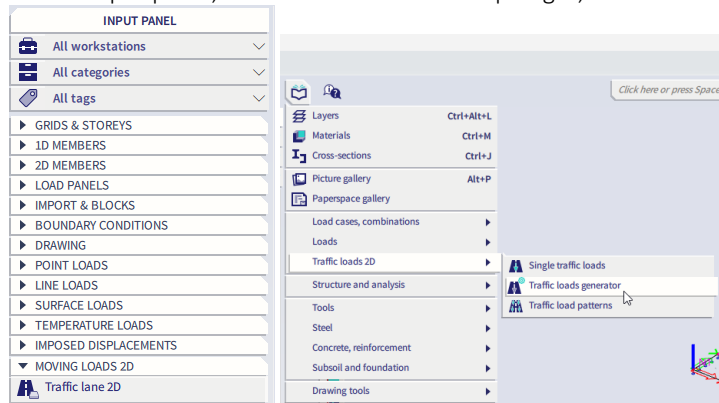 INPUT PANEL
All workstations
All categories
All tags
GRIDS & STOREYS
1D MEMBERS
2D MEMBERS
LOAD PANELS
IMPORT & BLOCKS
BOUNDARY CONDITIONS
DRAWING
POINT LOADS
LINE LOADS
SURFACE LOADS
TEMPERATURE LOADS
IMPOSED DISPLACEMENTS
MOVING LOADS 2D
Traffic lane 2D
Click here or press Space
Layers Ctrl+Alt+L
Materials Ctrl+M
Cross-sections Ctrl+J
Picture gallery Alt+P
Paperspace gallery
Load cases, combinations
Loads
Traffic loads 2D
Structure and analysis
Tools
Steel
Concrete, reinforcement
Subsoil and foundation
Drawing tools
Single traffic loads
Traffic loads generator
Traffic load patterns